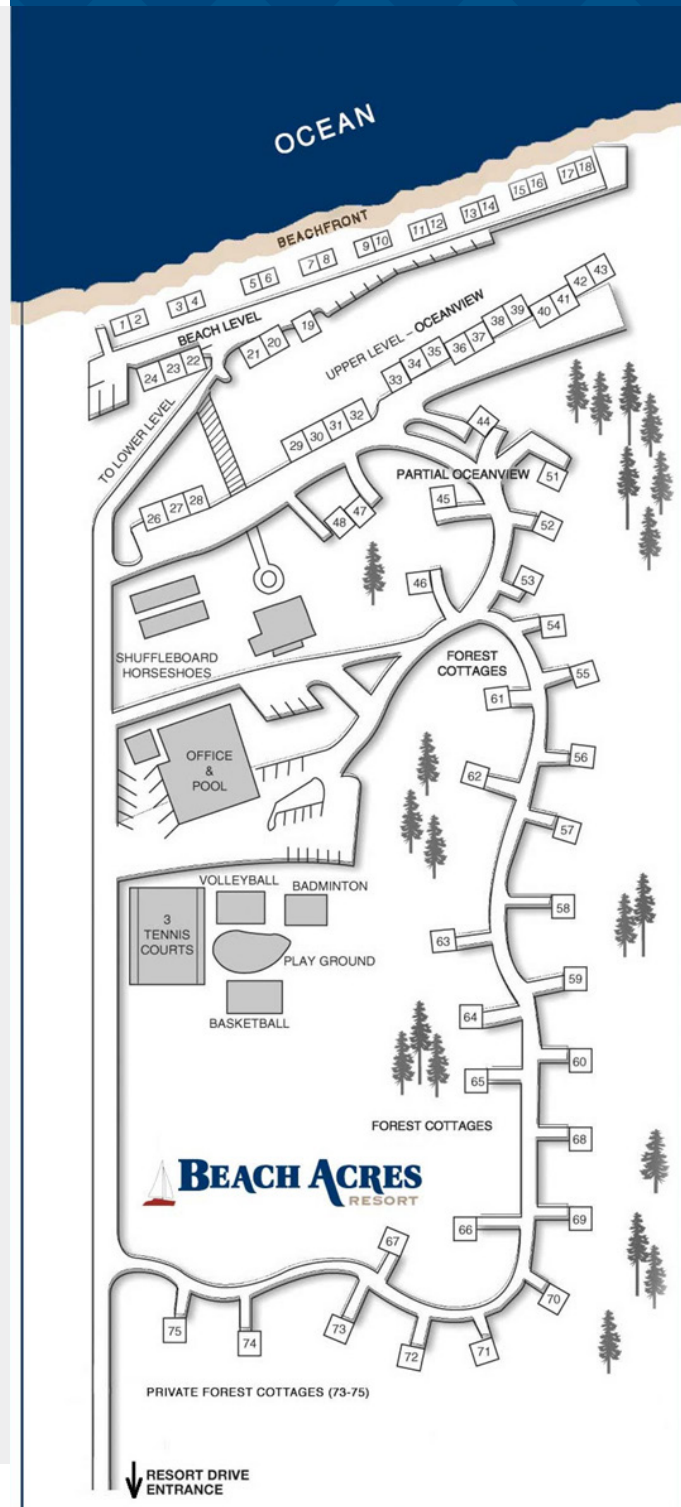 OCEAN
BEACHFRONT
1 2
3 4
5 6
7 8
9 10
11 12
13 14
15 16
17 18
BEACH LEVEL
19
21 20
24 23 22
UPPER LEVEL – OCEANVIEW
33 34 35
36 37
38 39
40 41
42 43
TO LOWER LEVEL
29 30 31 32
26 27 28
44
PARTIAL OCEANVIEW
51
45
48 47
52
46
53
54
SHUFFLEBOARD
HORSESHOES
FOREST
COTTAGES
55
61
OFFICE
&
POOL
56
62
57
VOLLEYBALL
BADMINTON
58
3
TENNIS
COURTS
63
PLAY GROUND
59
64
BASKETBALL
60
65
FOREST COTTAGES
68
BEACH ACRES
RESORT
69
66
67
70
75
74
73
72
71
PRIVATE FOREST COTTAGES (73-75)
RESORT DRIVE
ENTRANCE